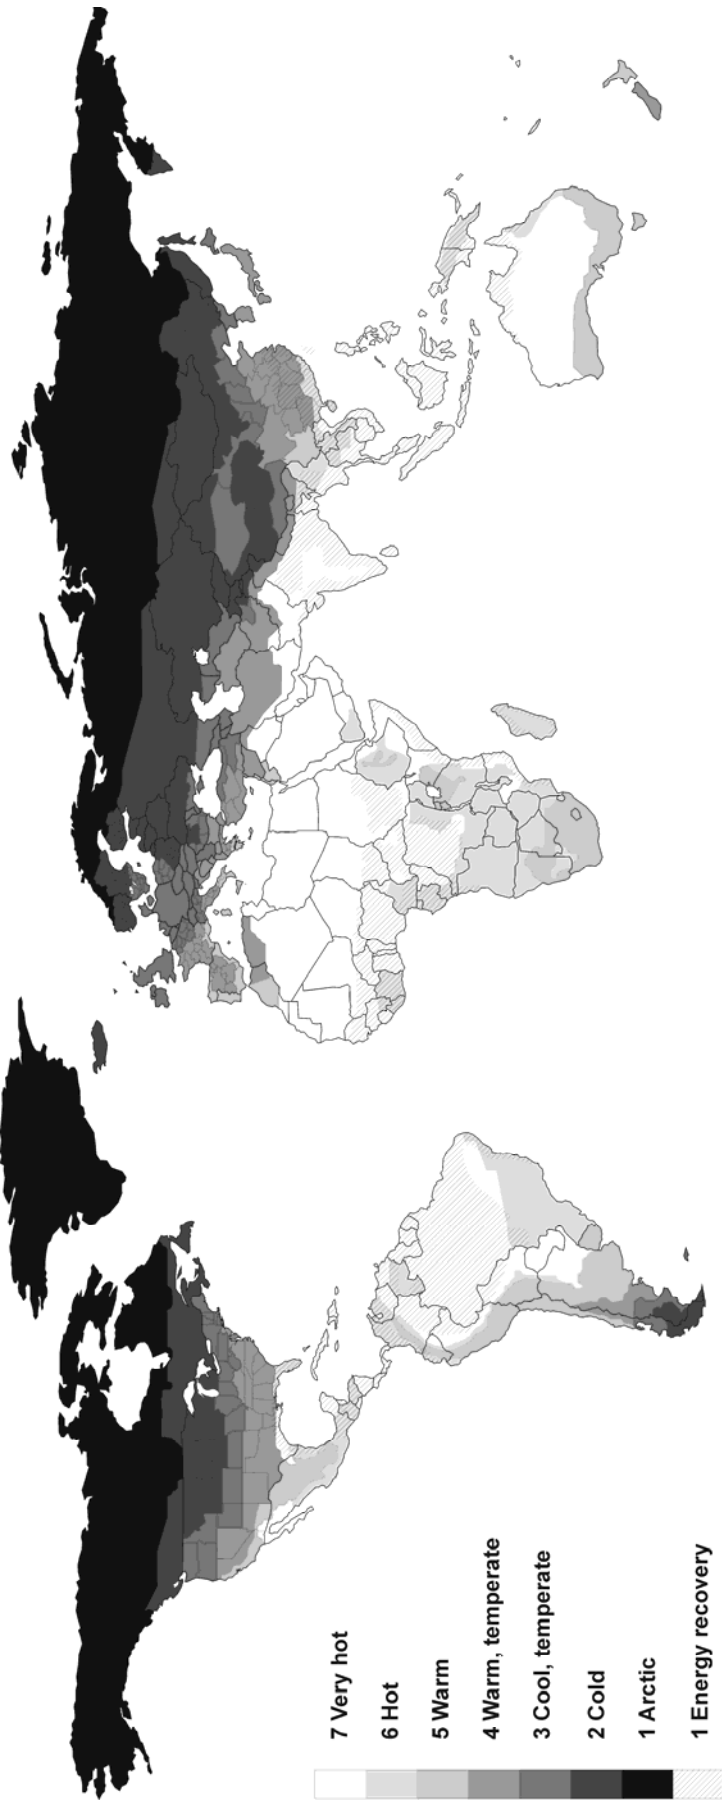 7 Very hot
6 Hot
5 Warm
4 Warm, temperate
3 Cool, temperate
2 Cold
1 Arctic
1 Energy recovery